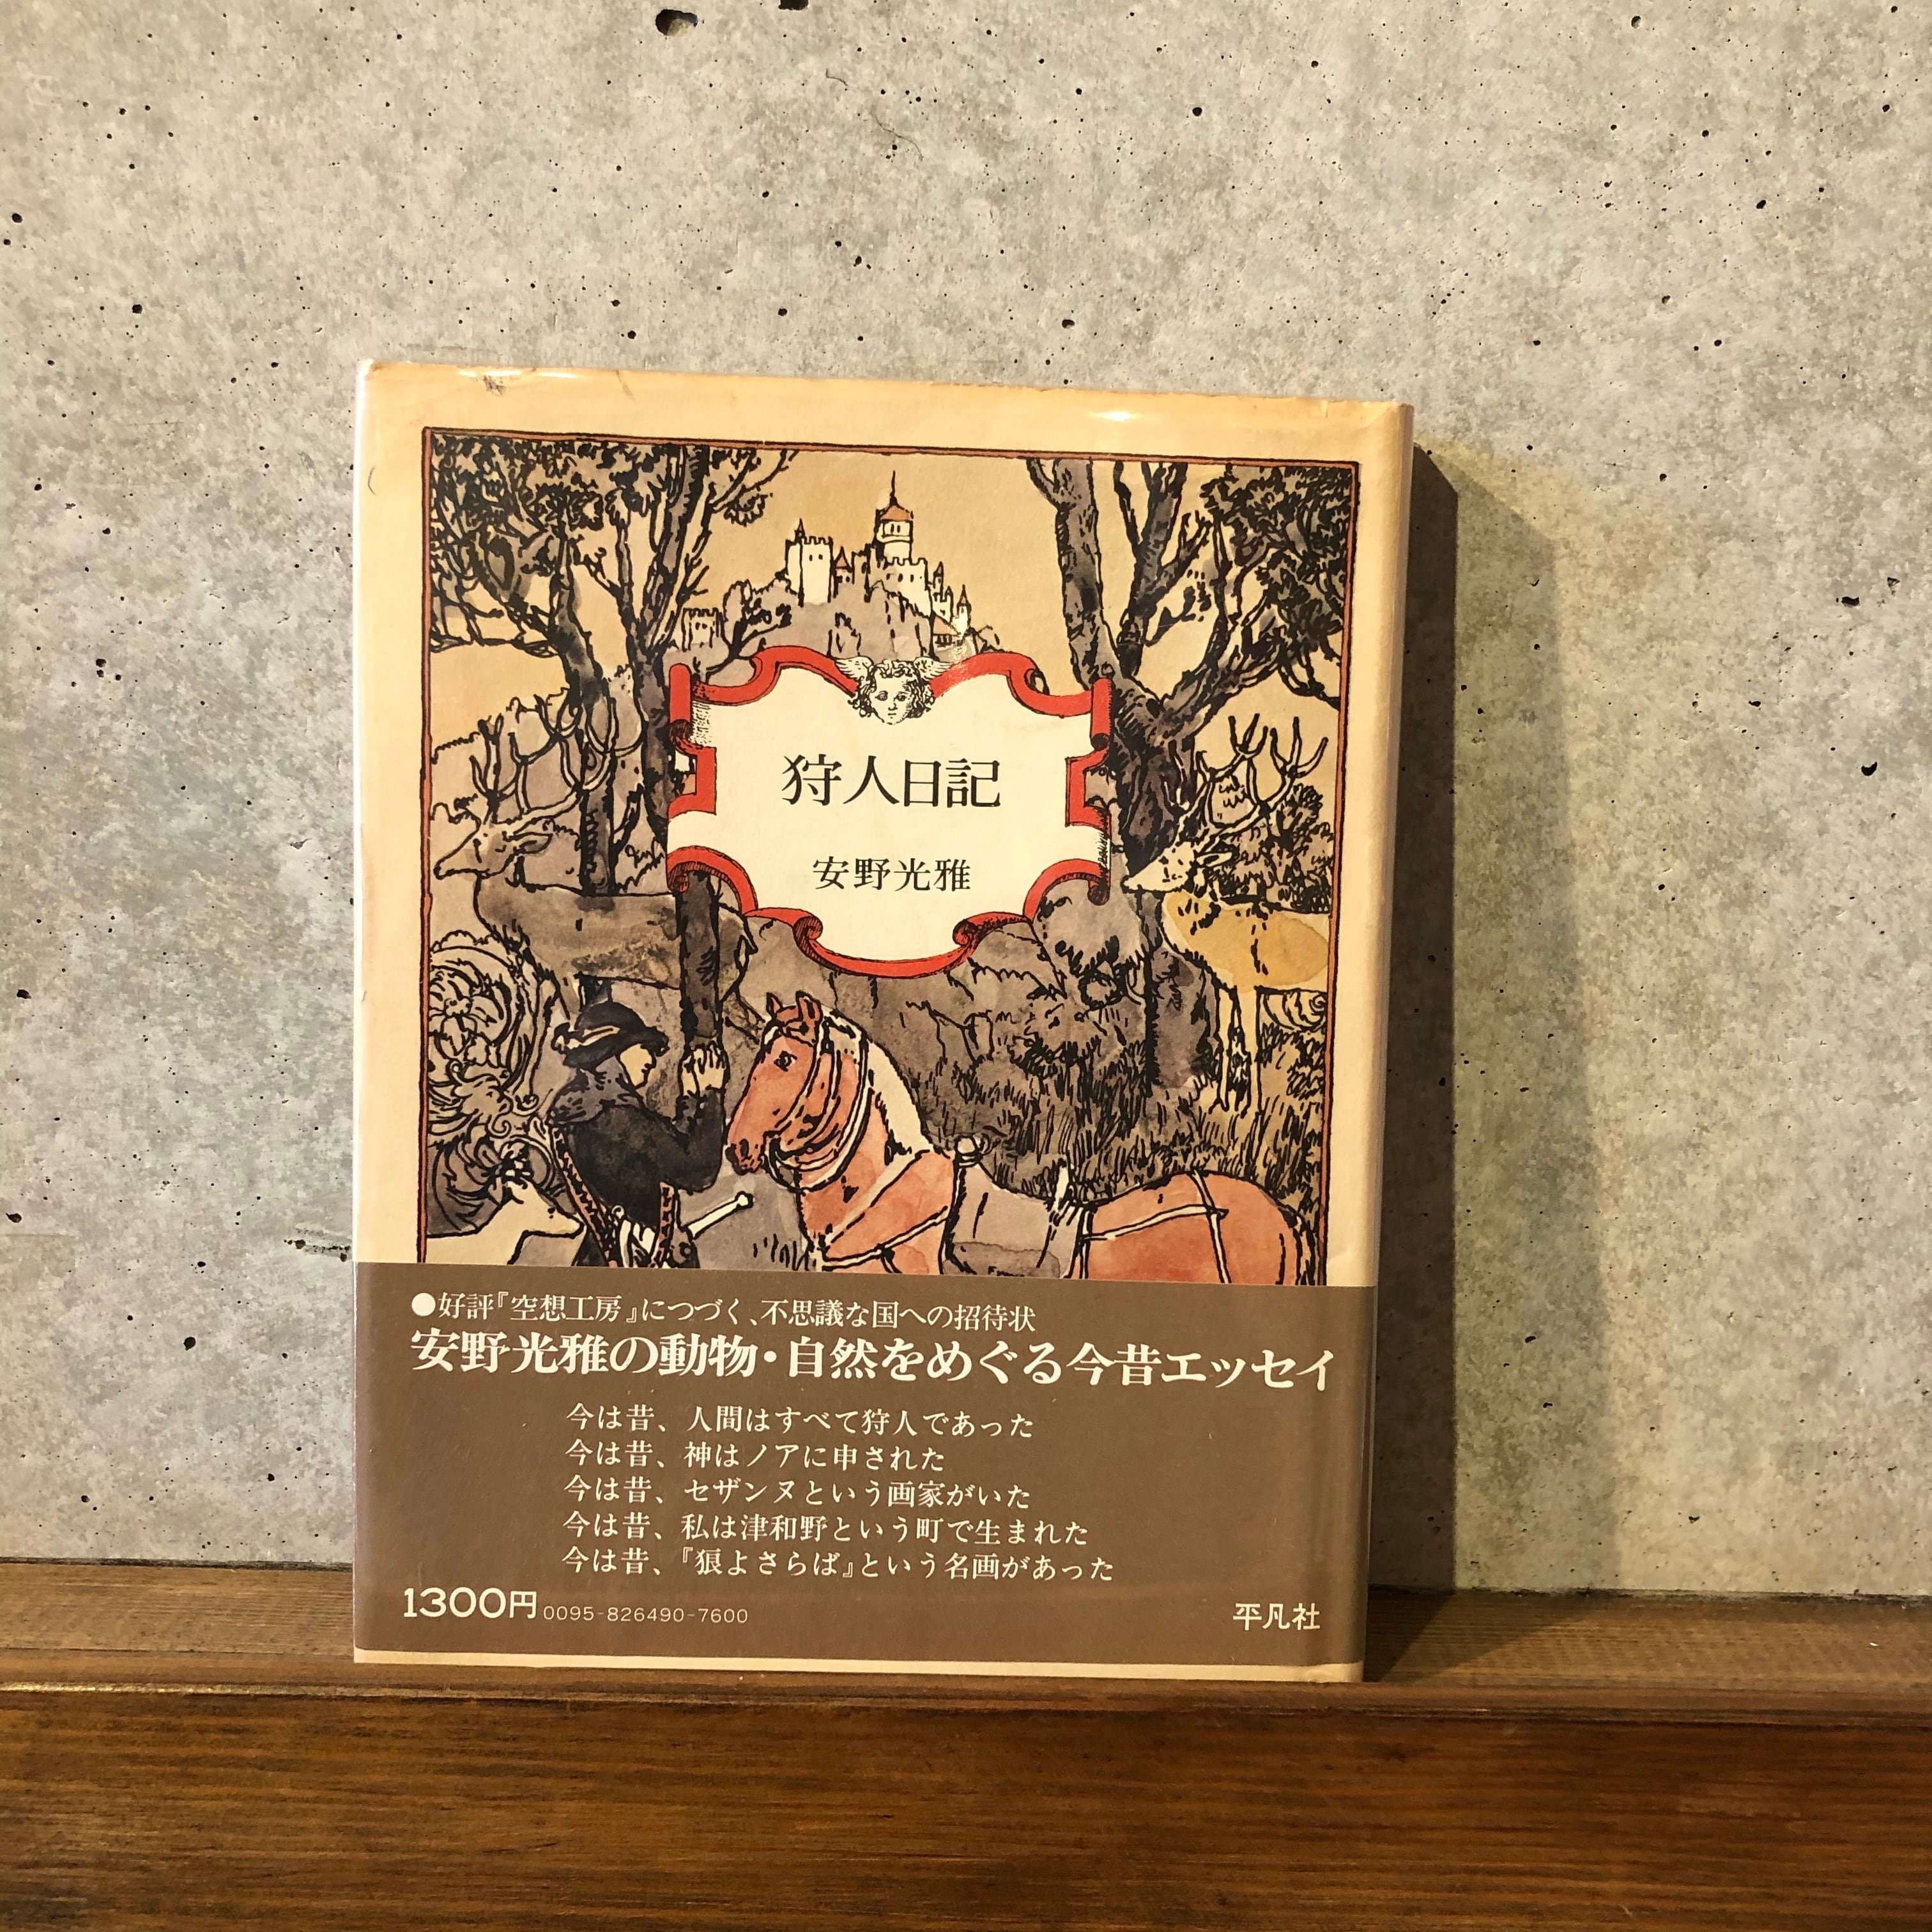 狩人日記
安野光雅
●好評『空想工房』につづく、不思議な国への招待状
安野光雅の動物・自然をめぐる今昔エッセイ
今は昔、人間はすべて狩人であった
今は昔、神はノアに申された
今は昔、セザンヌという画家がいた
今は昔、私は津和野という町で生まれた
今は昔、『狼よさらば』という名画があった
1300円 0095-826490-7600
平凡社